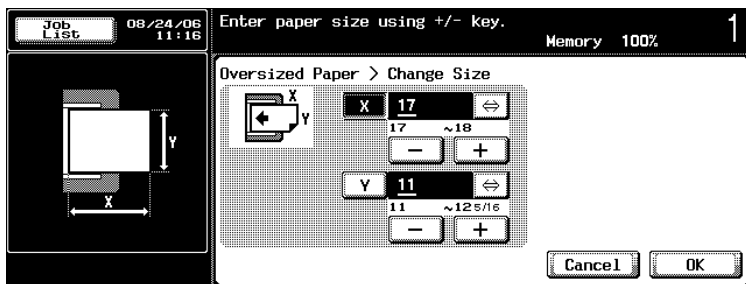 Job List
08/24/06
11:16
Enter paper size using +/- key.
Memory 100%
1
Y
X
Oversized Paper > Change Size
X
Y
X 17 ⇔
17 ~18
− +
Y 11 ⇔
11 ~12 5/16
− +
Cancel OK